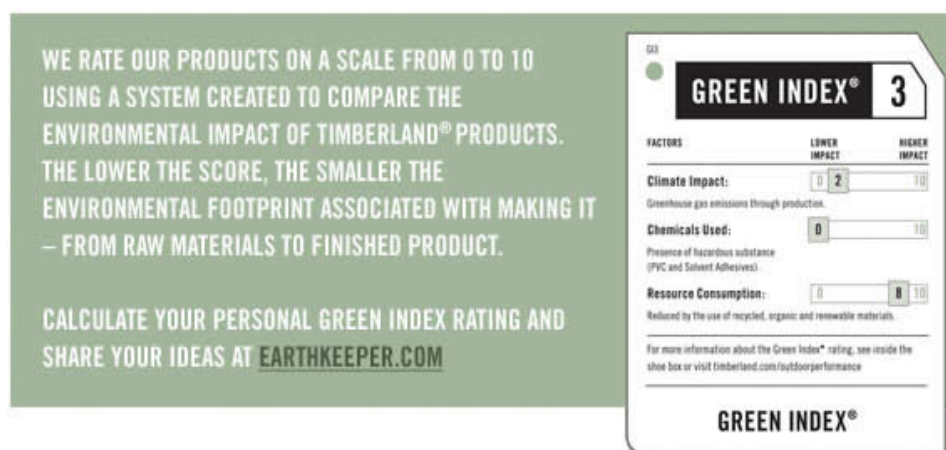 WE RATE OUR PRODUCTS ON A SCALE FROM 0 TO 10
USING A SYSTEM CREATED TO COMPARE THE
ENVIRONMENTAL IMPACT OF TIMBERLAND® PRODUCTS.
THE LOWER THE SCORE, THE SMALLER THE
ENVIRONMENTAL FOOTPRINT ASSOCIATED WITH MAKING IT
– FROM RAW MATERIALS TO FINISHED PRODUCT.
CALCULATE YOUR PERSONAL GREEN INDEX RATING AND
SHARE YOUR IDEAS AT EARTHKEEPER.COM
GI3
GREEN INDEX® 3
FACTORS LOWER IMPACT HIGHER IMPACT
Climate Impact: 0 2 10
Greenhouse gas emissions through production.
Chemicals Used: 0 10
Presence of hazardous substance
(PVC and Solvent Adhesives)
Resource Consumption: 0 8 10
Reduced by the use of recycled, organic and renewable materials.
For more information about the Green Index® rating, see inside the
shoe box or visit timberland.com/outdoorperformance
GREEN INDEX®